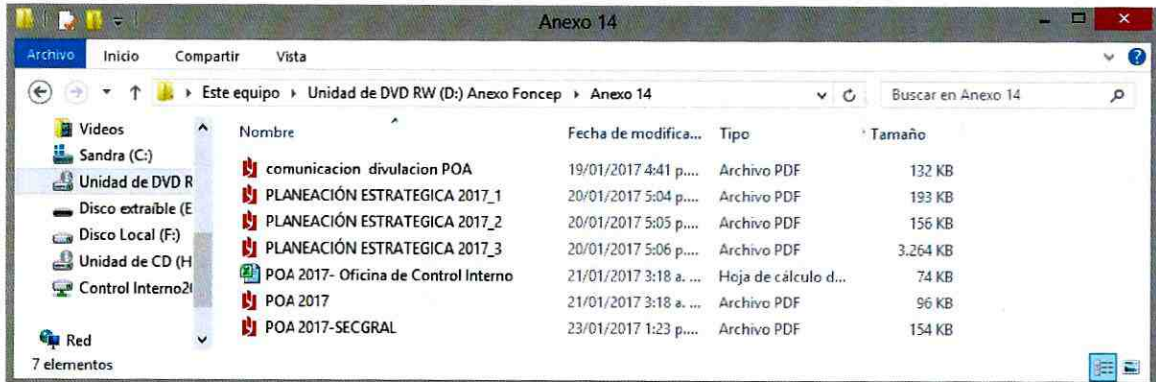 Anexo 14
Archivo Inicio Compartir Vista
Este equipo Unidad de DVD RW (D:) Anexo Foncep Anexo 14 Buscar en Anexo 14
Videos
Sandra (C:)
Unidad de DVD R
Disco extraíble (E
Disco Local (F:)
Unidad de CD (H
Control Interno2
Red
Nombre Fecha de modifica... Tipo Tamaño
comunicacion divulacion POA 19/01/2017 4:41 p.... Archivo PDF 132 KB
PLANEACIÓN ESTRATEGICA 2017_1 20/01/2017 5:04 p.... Archivo PDF 193 KB
PLANEACIÓN ESTRATEGICA 2017_2 20/01/2017 5:05 p.... Archivo PDF 156 KB
PLANEACIÓN ESTRATEGICA 2017_3 20/01/2017 5:06 p.... Archivo PDF 3.264 KB
POA 2017- Oficina de Control Interno 21/01/2017 3:18 a. ... Hoja de cálculo d... 74 KB
POA 2017 21/01/2017 3:18 a. ... Archivo PDF 96 KB
POA 2017-SECGRAL 23/01/2017 1:23 p.... Archivo PDF 154 KB
7 elementos